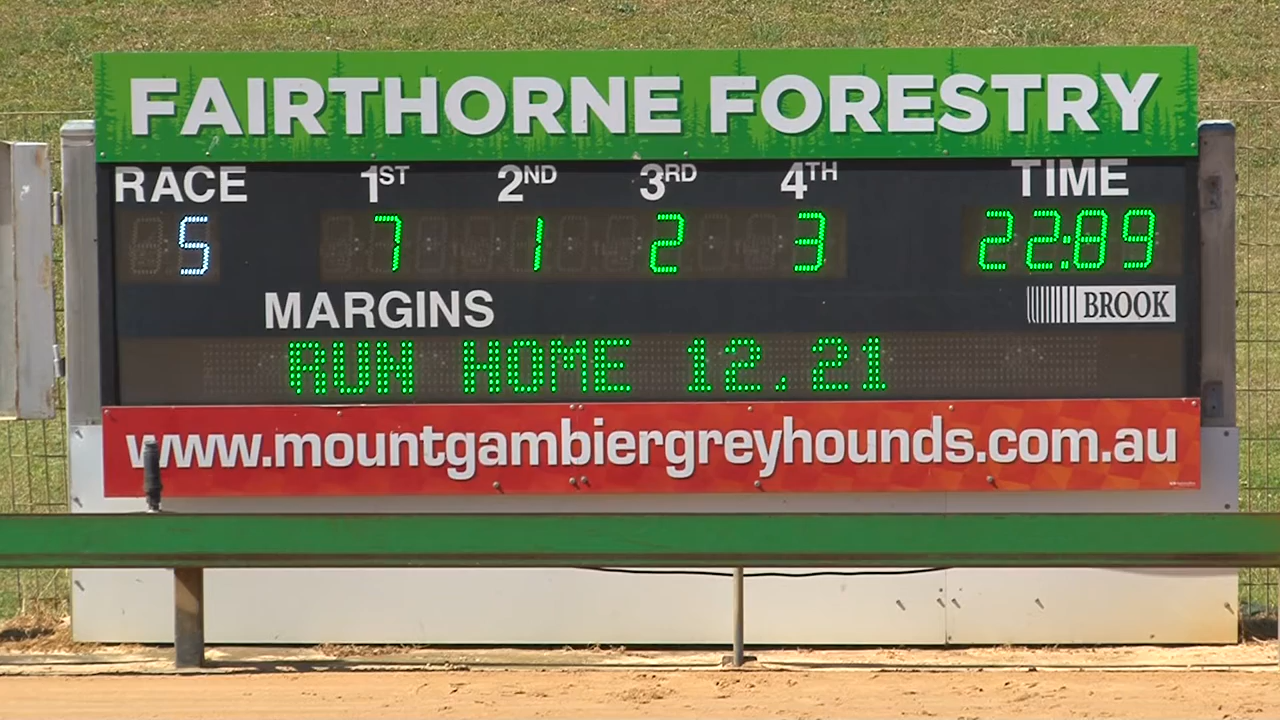 FAIRTHORNE FORESTRY
RACE 1ST 2ND 3RD 4TH TIME
5 7 1 2 3 22:89
MARGINS
BROOK
RUN HOME 12.21
www.mountgambiergreyhounds.com.au